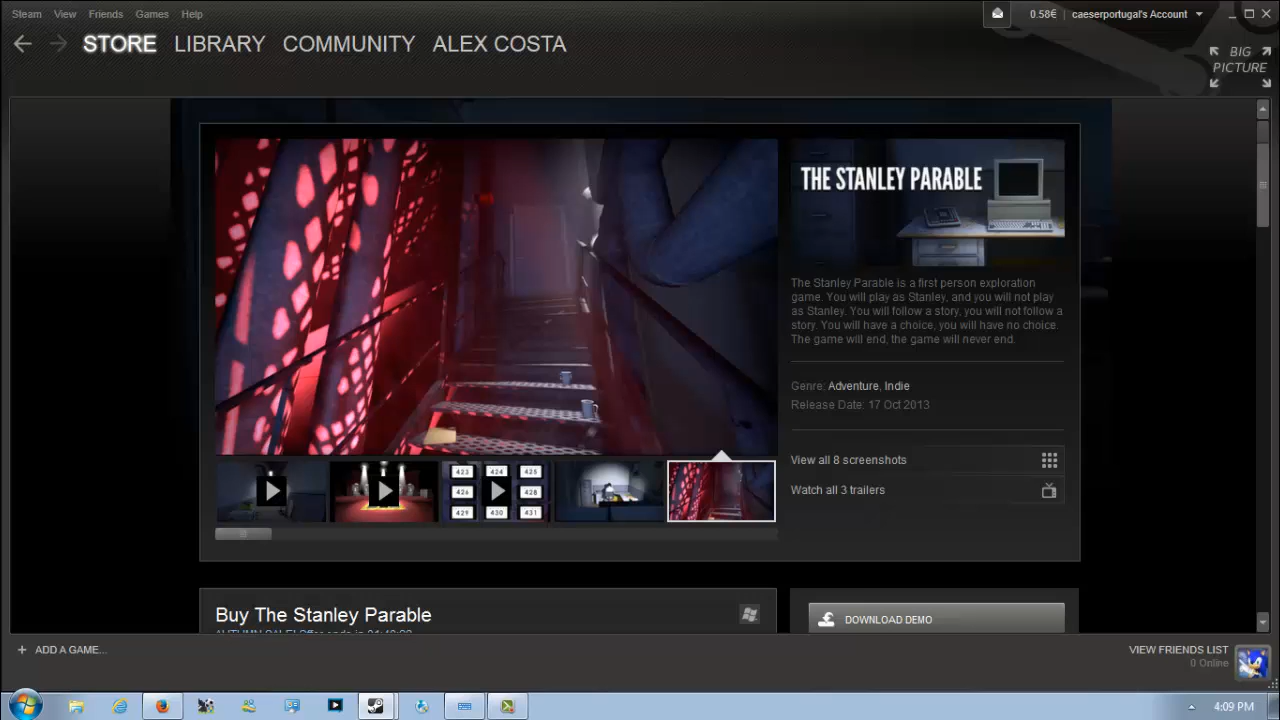 Steam View Friends Games Help
0.58€ caeserportugal's Account
STORE LIBRARY COMMUNITY ALEX COSTA
BIG
PICTURE
THE STANLEY PARABLE
The Stanley Parable is a first person exploration
game. You will play as Stanley, and you will not play
as Stanley. You will follow a story, you will not follow a
story. You will have a choice, you will have no choice.
The game will end, the game will never end.
Genre: Adventure, Indie
Release Date: 17 Oct 2013
View all 8 screenshots
Watch all 3 trailers
423 424 425
426 428
429 430 431
Buy The Stanley Parable
DOWNLOAD DEMO
+ ADD A GAME...
VIEW FRIENDS LIST
0 Online
4:09 PM